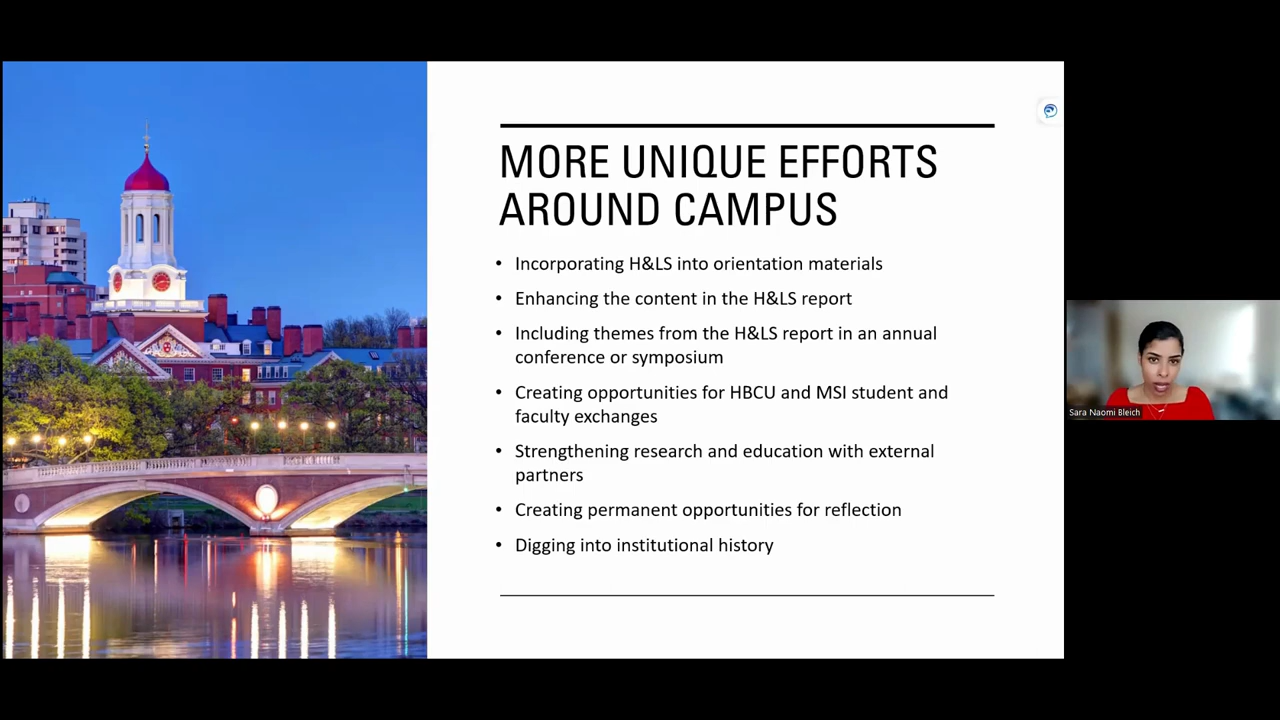 MORE UNIQUE EFFORTS
AROUND CAMPUS
• Incorporating H&LS into orientation materials
• Enhancing the content in the H&LS report
• Including themes from the H&LS report in an annual
conference or symposium
• Creating opportunities for HBCU and MSI student and
faculty exchanges
• Strengthening research and education with external
partners
• Creating permanent opportunities for reflection
• Digging into institutional history
Sara Naomi Bleich